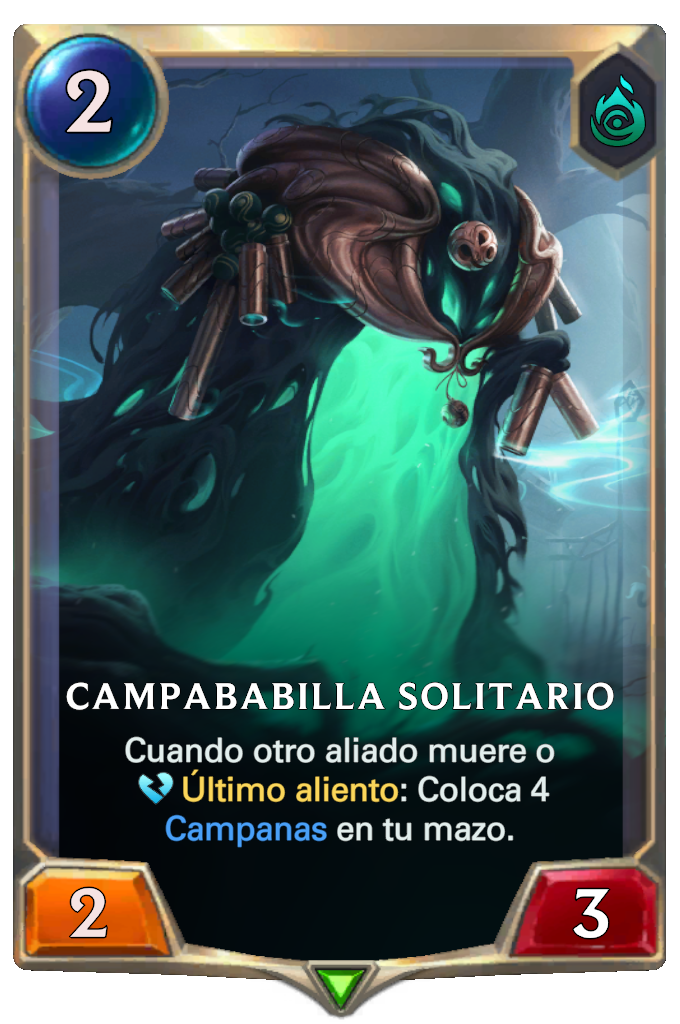 2
CAMPABABILLA SOLITARIO
Cuando otro aliado muere o
Último aliento: Coloca 4
Campanas en tu mazo.
2
3